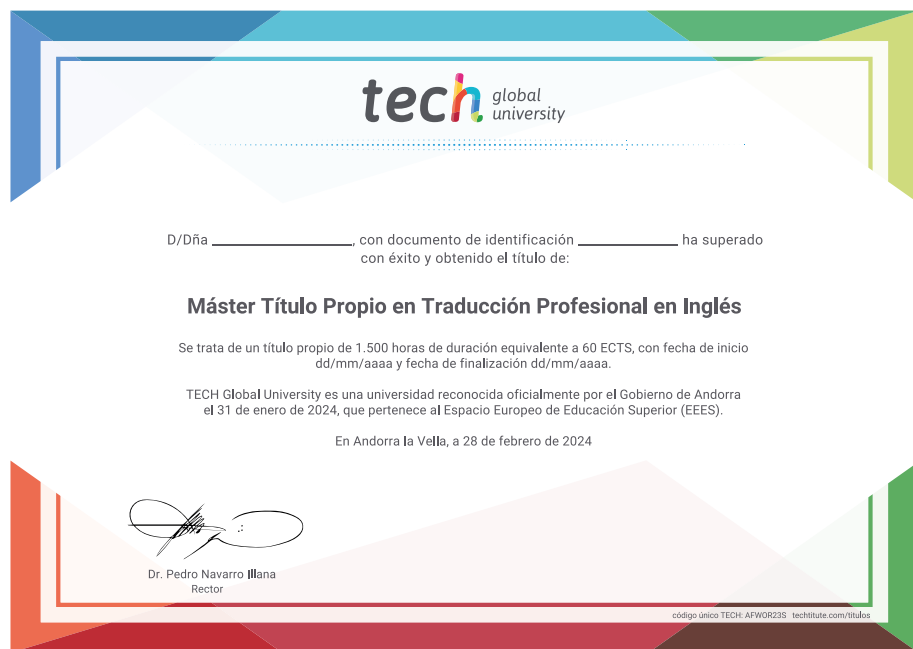 tech global university
D/Dña ____________________, con documento de identificación ______________ ha superado
con éxito y obtenido el título de:
Máster Título Propio en Traducción Profesional en Inglés
Se trata de un título propio de 1.500 horas de duración equivalente a 60 ECTS, con fecha de inicio
dd/mm/aaaa y fecha de finalización dd/mm/aaaa.
TECH Global University es una universidad reconocida oficialmente por el Gobierno de Andorra
el 31 de enero de 2024, que pertenece al Espacio Europeo de Educación Superior (EEES).
En Andorra la Vella, a 28 de febrero de 2024
Dr. Pedro Navarro Illana
Rector
código único TECH: AFWOR23S techtitute.com/titulos